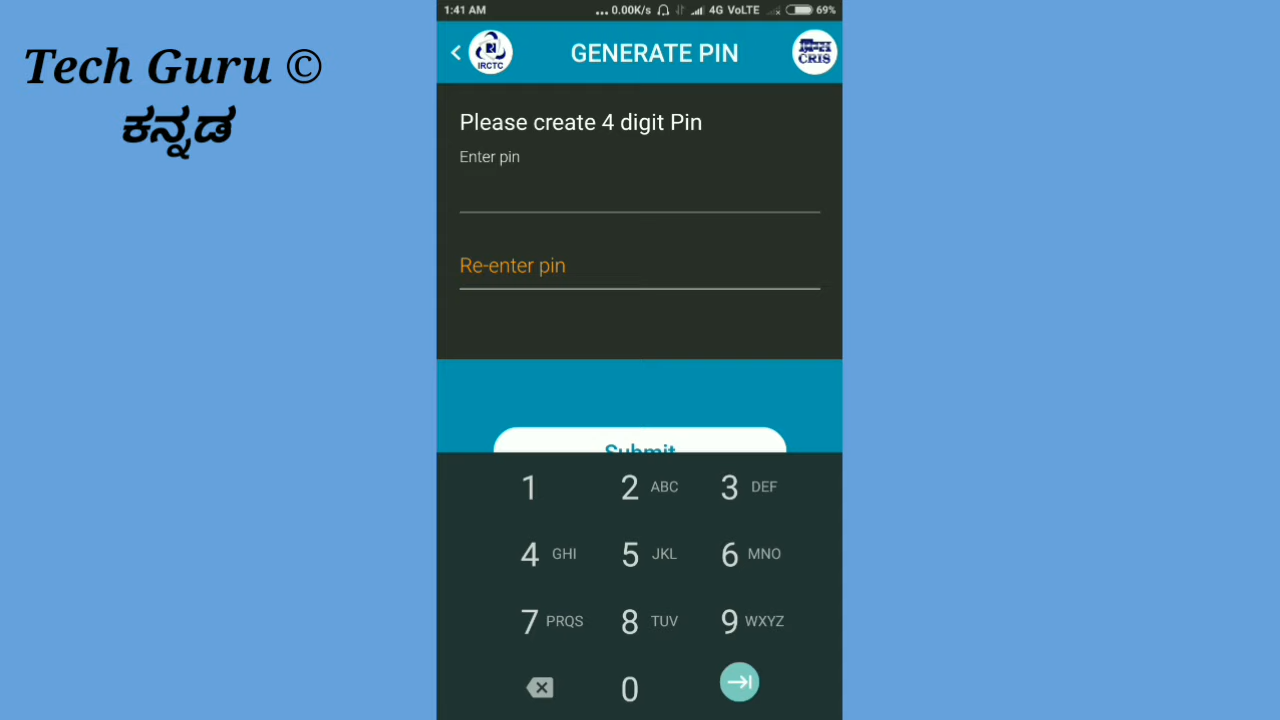 Tech Guru ©
ಕನ್ನಡ
1:41 AM ... 0.00K/s 4G VoLTE 69%
IRCTC
GENERATE PIN
CRIS
Please create 4 digit Pin
Enter pin
Re-enter pin
Submit
1 2 ABC 3 DEF
4 GHI 5 JKL 6 MNO
7 PRQS 8 TUV 9 WXYZ
0